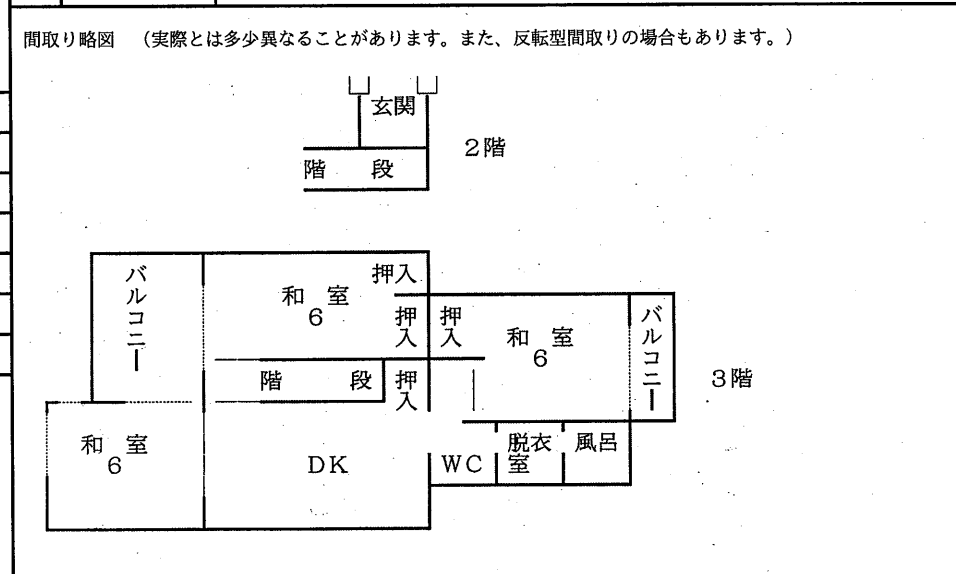 間取り略図 （実際とは多少異なることがあります。また、反転型間取りの場合もあります。）
玄関
階 段
2階
バルコニー
和 室
6
押入
押入
押入
和 室
6
バルコニー
階 段
押入
3階
和 室
6
DK
WC
脱衣室
風呂